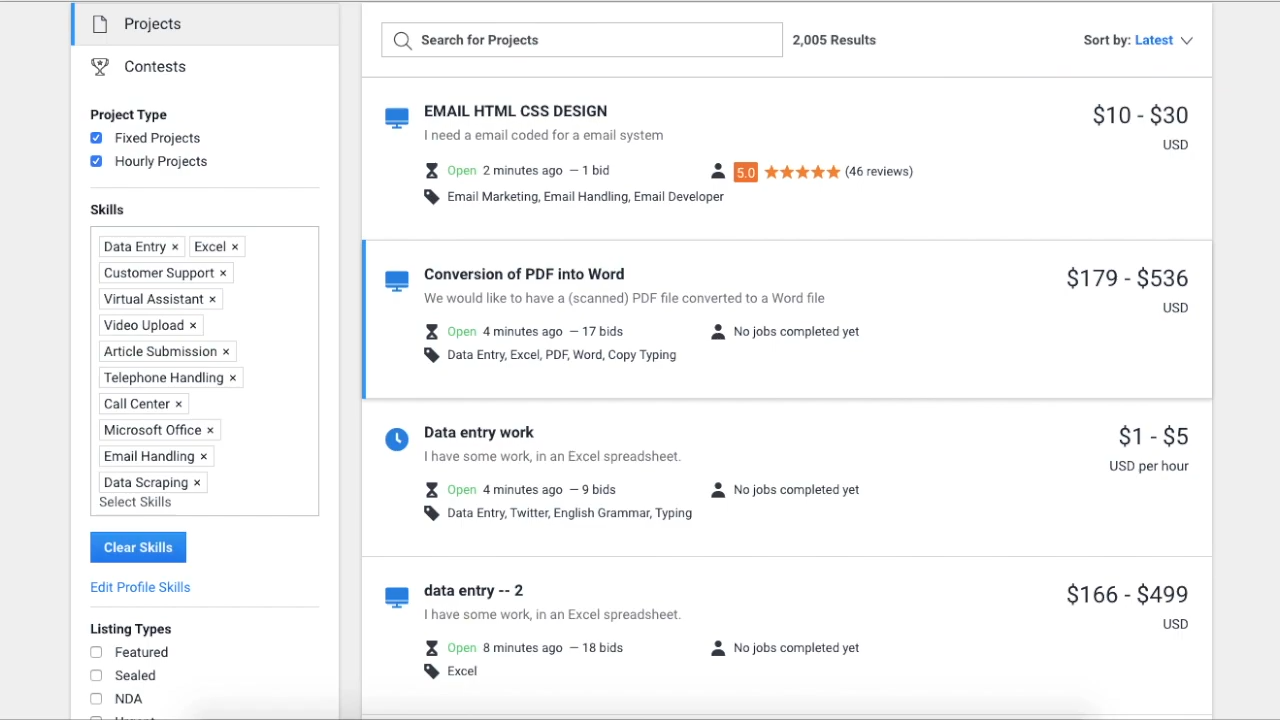 Projects
Contests
Project Type
Fixed Projects
Hourly Projects
Skills
Data Entry × Excel ×
Customer Support ×
Virtual Assistant ×
Video Upload ×
Article Submission ×
Telephone Handling ×
Call Center ×
Microsoft Office ×
Email Handling ×
Data Scraping ×
Select Skills
Clear Skills
Edit Profile Skills
Listing Types
Featured
Sealed
NDA
Search for Projects 2,005 Results Sort by: Latest
EMAIL HTML CSS DESIGN $10 - $30
I need a email coded for a email system USD
Open 2 minutes ago — 1 bid 5.0 (46 reviews)
Email Marketing, Email Handling, Email Developer
Conversion of PDF into Word $179 - $536
We would like to have a (scanned) PDF file converted to a Word file USD
Open 4 minutes ago — 17 bids No jobs completed yet
Data Entry, Excel, PDF, Word, Copy Typing
Data entry work $1 - $5
I have some work, in an Excel spreadsheet. USD per hour
Open 4 minutes ago — 9 bids No jobs completed yet
Data Entry, Twitter, English Grammar, Typing
data entry -- 2 $166 - $499
I have some work, in an Excel spreadsheet. USD
Open 8 minutes ago — 18 bids No jobs completed yet
Excel